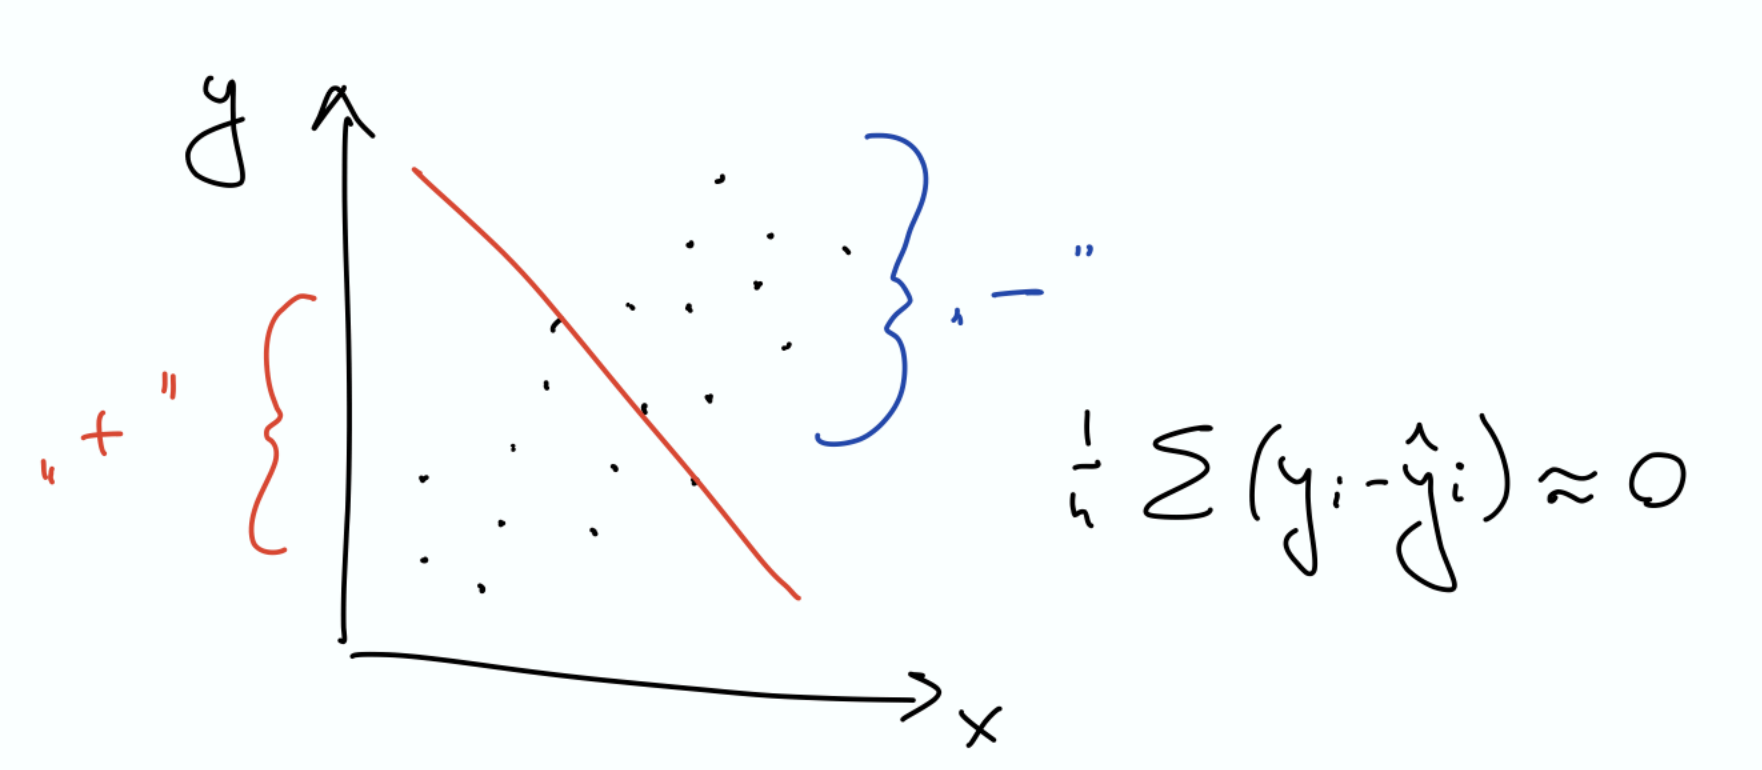 y
„ + "
„ − "
1/n Σ (yᵢ - ŷᵢ) ≈ 0
x